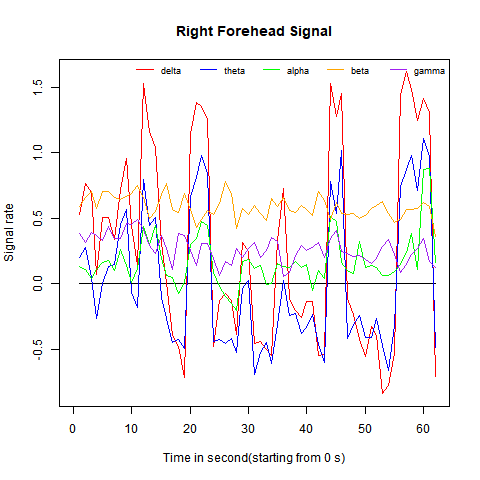 Right Forehead Signal
delta theta alpha beta gamma
Signal rate
1.5
1.0
0.5
0.0
-0.5
0 10 20 30 40 50 60
Time in second(starting from 0 s)